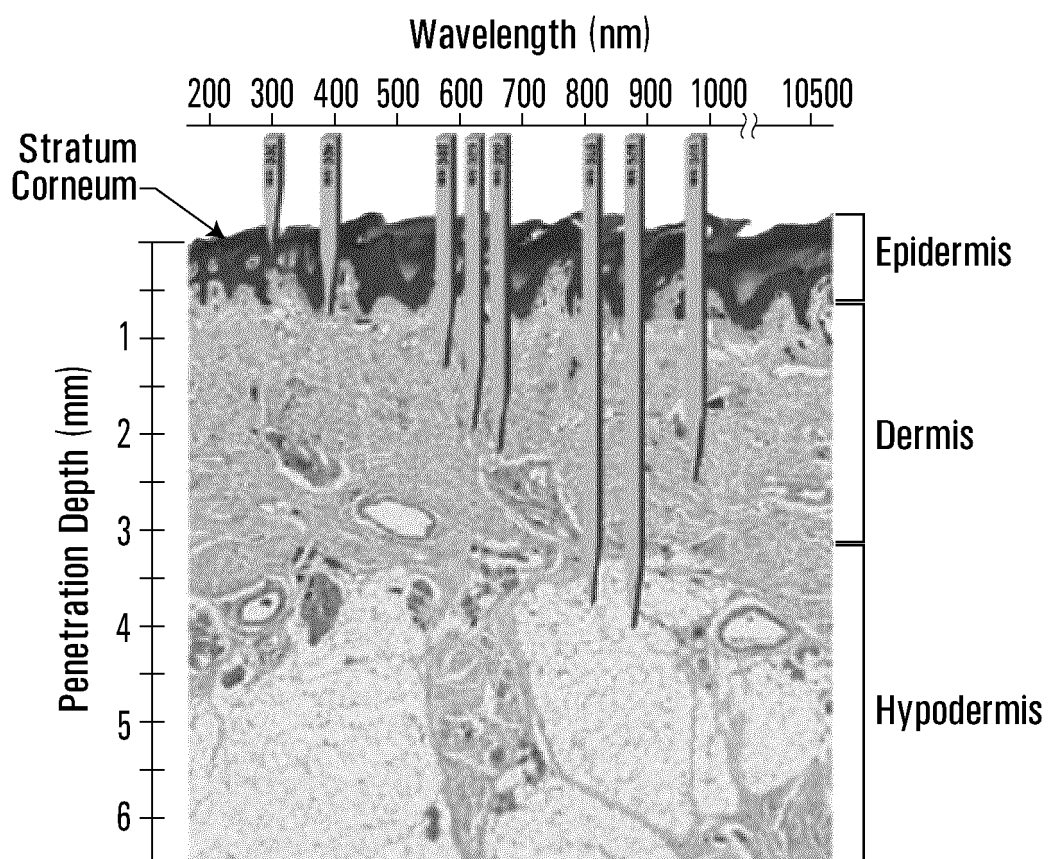 Wavelength (nm)
200 300 400 500 600 700 800 900 1000 10500
Stratum
Corneum
Epidermis
Dermis
Hypodermis
Penetration Depth (mm)
1
2
3
4
5
6